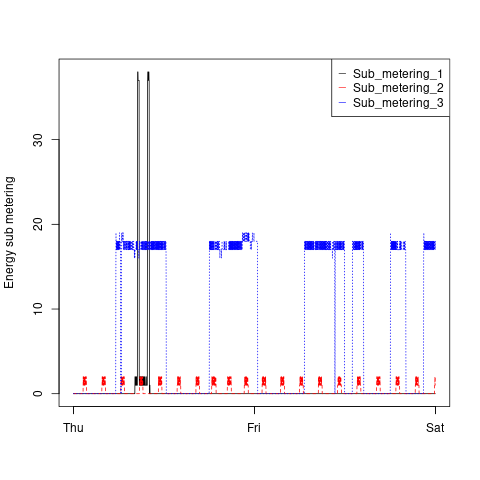 Sub_metering_1
Sub_metering_2
Sub_metering_3
Energy sub metering
30
20
10
0
Thu Fri Sat